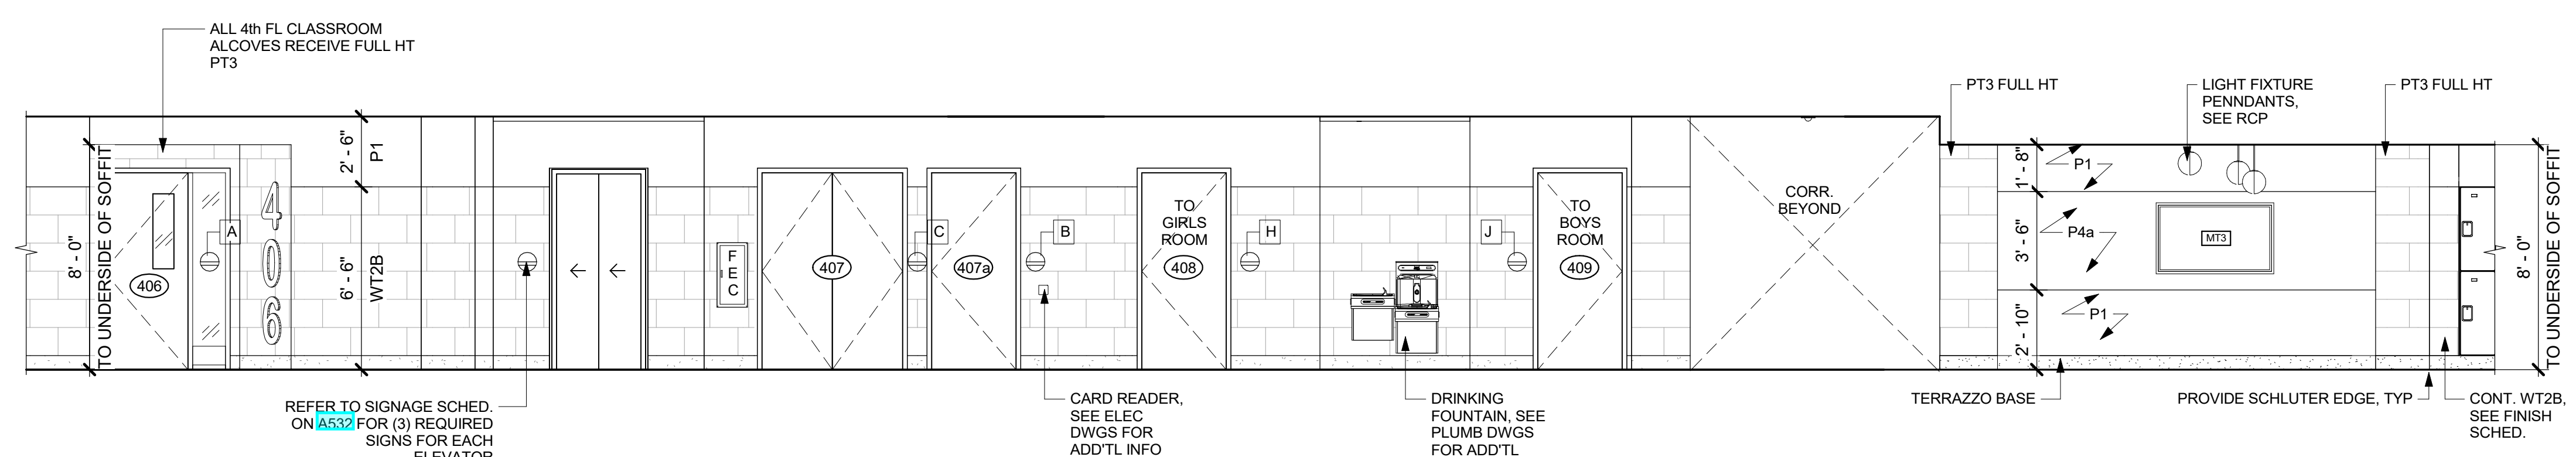 ALL 4th FL CLASSROOM
ALCOVES RECEIVE FULL HT
PT3
8' - 0"
TO UNDERSIDE OF SOFFIT
406
A
406
2' - 6"
P1
6' - 6"
WT2B
REFER TO SIGNAGE SCHED.
ON A532 FOR (3) REQUIRED
SIGNS FOR EACH
ELEVATOR
FEC
407
C
407a
B
CARD READER,
SEE ELEC
DWGS FOR
ADD'TL INFO
TO
GIRLS
ROOM
408
H
DRINKING
FOUNTAIN, SEE
PLUMB DWGS
FOR ADD'TL
J
TO
BOYS
ROOM
409
CORR.
BEYOND
PT3 FULL HT
1' - 8"
P1
3' - 6"
P4a
2' - 10"
P1
LIGHT FIXTURE
PENNDANTS,
SEE RCP
MT3
PT3 FULL HT
TERRAZZO BASE
PROVIDE SCHLUTER EDGE, TYP
CONT. WT2B,
SEE FINISH
SCHED.
8' - 0"
TO UNDERSIDE OF SOFFIT